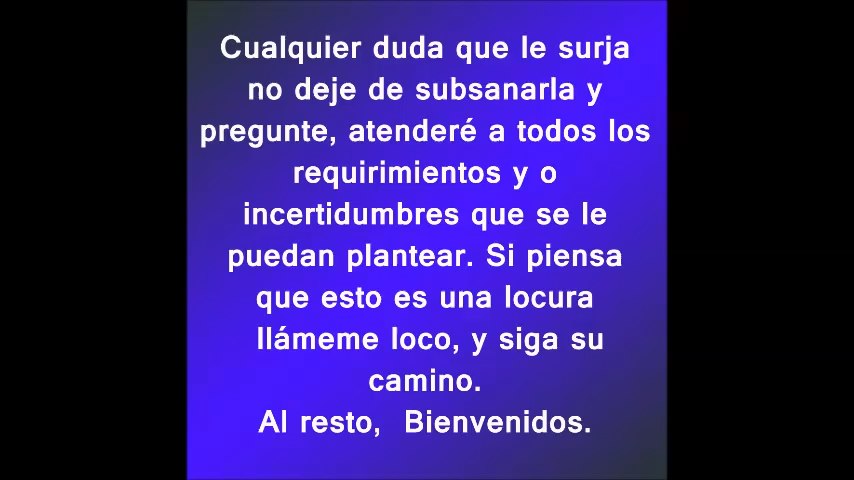 Cualquier duda que le surja
no deje de subsanarla y
pregunte, atenderé a todos los
requirimientos y o
incertidumbres que se le
puedan plantear. Si piensa
que esto es una locura
llámeme loco, y siga su
camino.
Al resto, Bienvenidos.